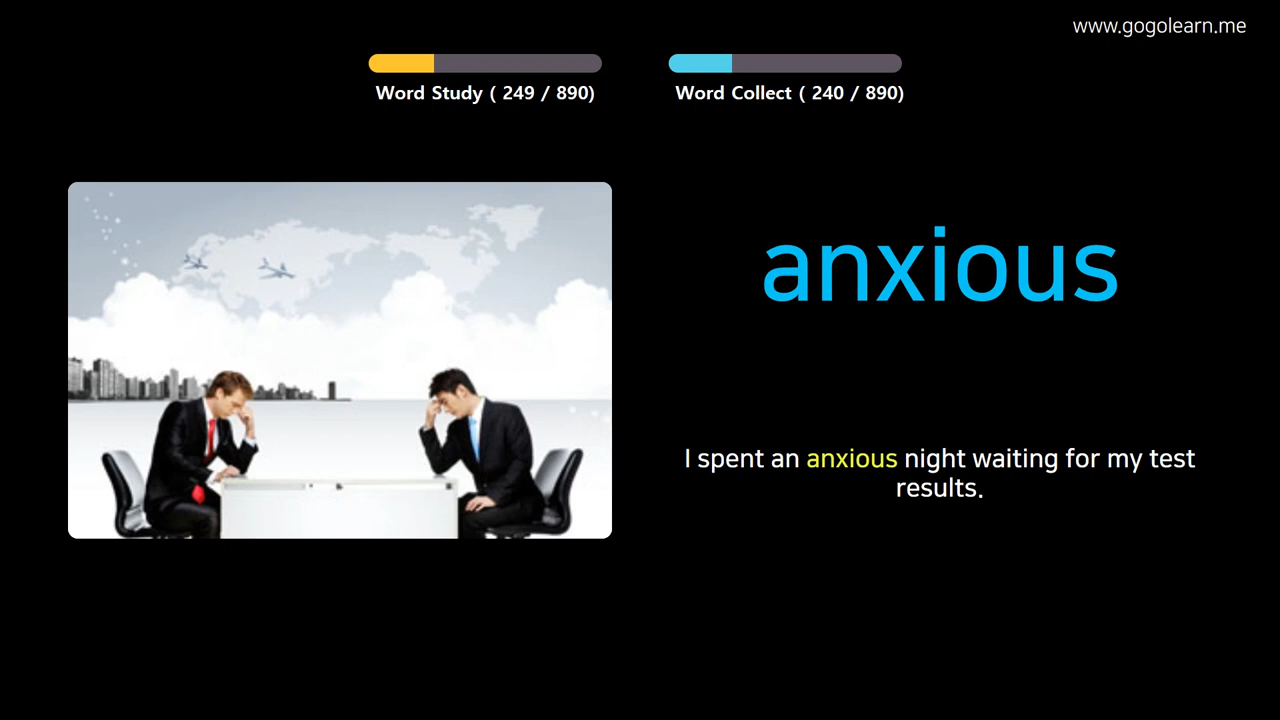 www.gogolearn.me
Word Study ( 249 / 890)
Word Collect ( 240 / 890)
anxious
I spent an anxious night waiting for my test
results.